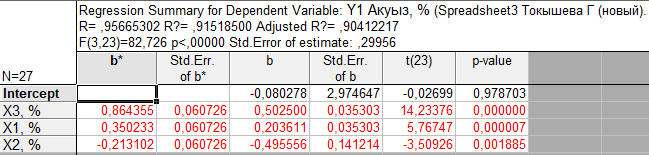 Regression Summary for Dependent Variable: Y1 Акуыз, % (Spreadsheet3 Токышева Г (новый).
R= ,95665302 R?= ,91518500 Adjusted R?= ,90412217
F(3,23)=82,726 p<,00000 Std.Error of estimate: ,29956
N=27 b* Std.Err. of b* b Std.Err. of b t(23) p-value
Intercept -0,080278 2,974647 -0,02699 0,978703
X3, % 0,864355 0,060726 0,502500 0,035303 14,23376 0,000000
X1, % 0,350233 0,060726 0,203611 0,035303 5,76747 0,000007
X2, % -0,213102 0,060726 -0,495556 0,141214 -3,50926 0,001885